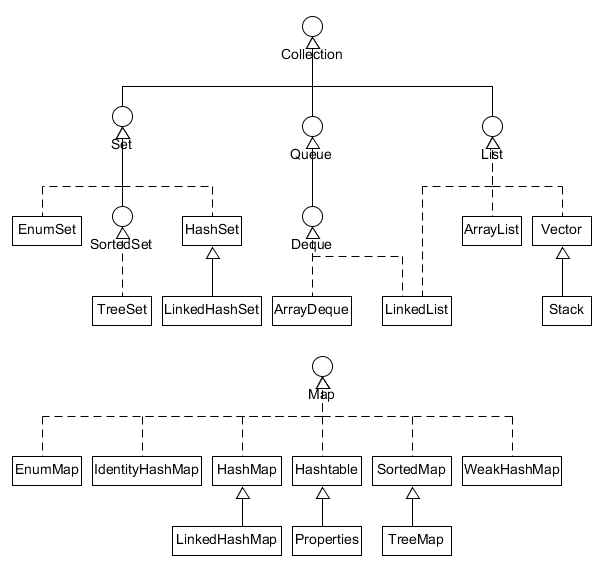 Collection
Set
Queue
List
EnumSet
SortedSet
HashSet
Deque
ArrayList
Vector
TreeSet
LinkedHashSet
ArrayDeque
LinkedList
Stack
Map
EnumMap
IdentityHashMap
HashMap
Hashtable
SortedMap
WeakHashMap
LinkedHashMap
Properties
TreeMap